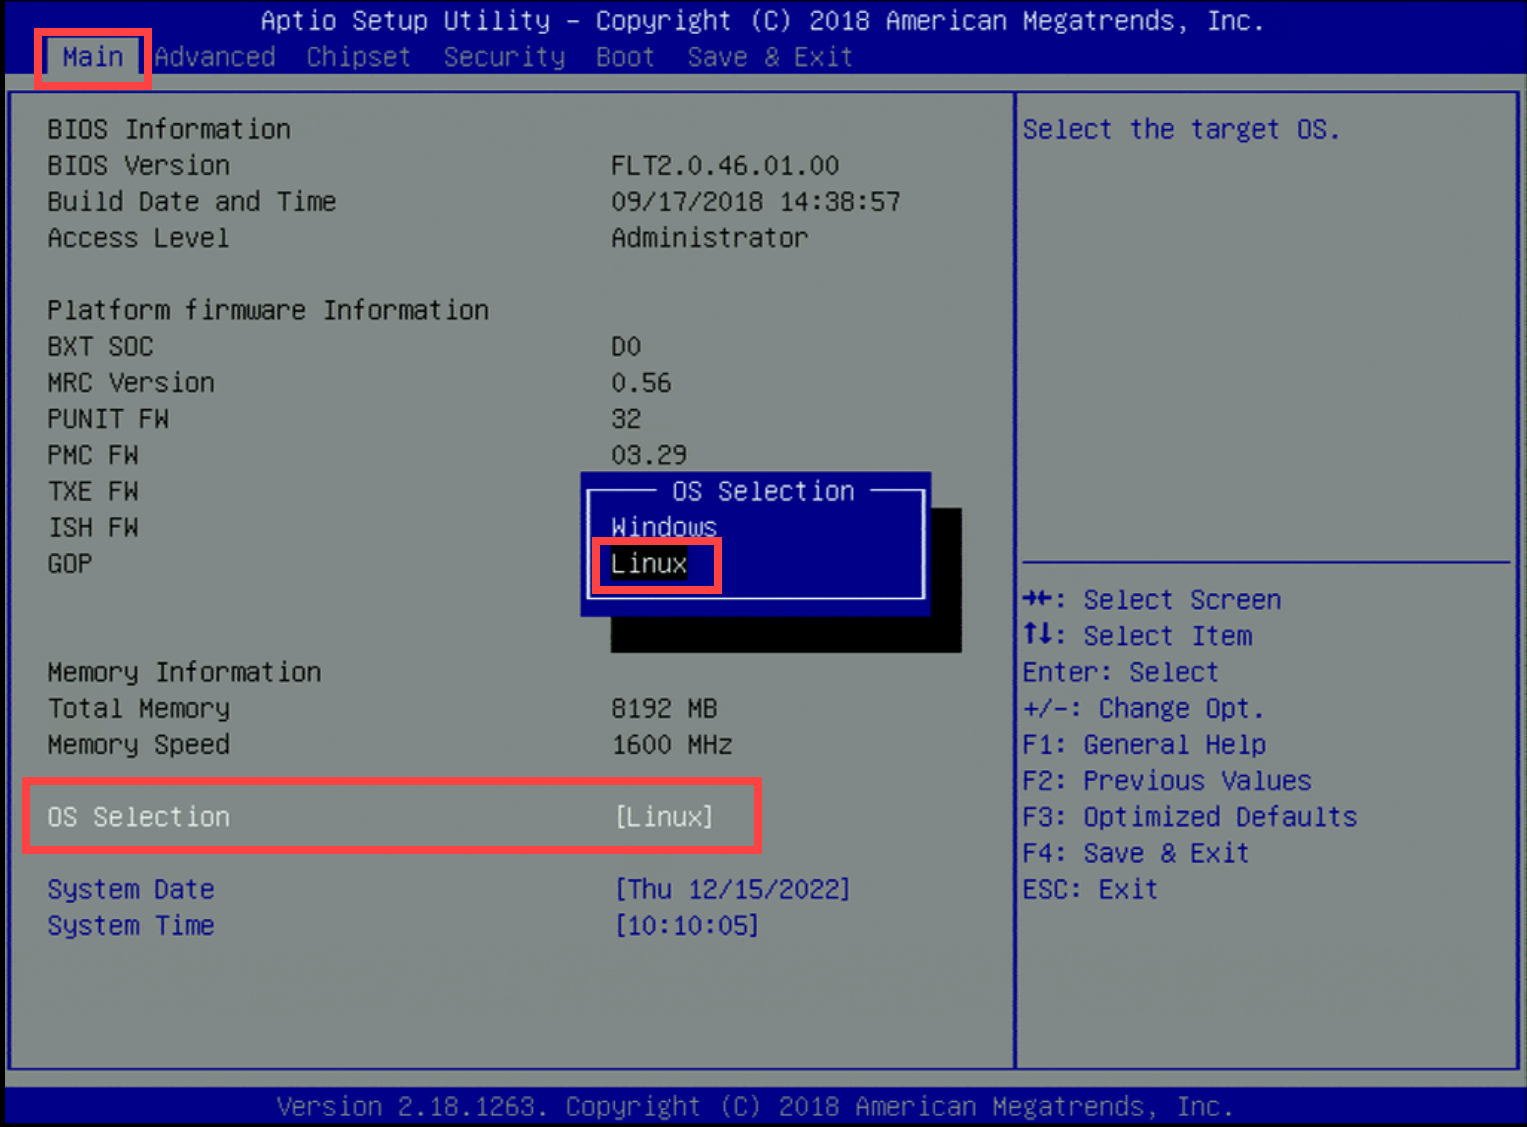 Aptio Setup Utility – Copyright (C) 2018 American Megatrends, Inc.
Main Advanced Chipset Security Boot Save & Exit
BIOS Information
BIOS Version FLT2.0.46.01.00
Build Date and Time 09/17/2018 14:38:57
Access Level Administrator
Platform firmware Information
BXT SOC D0
MRC Version 0.56
PUNIT FW 32
PMC FW 03.29
TXE FW
ISH FW
GOP
OS Selection
Windows
Linux
Memory Information
Total Memory 8192 MB
Memory Speed 1600 MHz
OS Selection [Linux]
System Date [Thu 12/15/2022]
System Time [10:10:05]
Select the target OS.
→←: Select Screen
↑↓: Select Item
Enter: Select
+/-: Change Opt.
F1: General Help
F2: Previous Values
F3: Optimized Defaults
F4: Save & Exit
ESC: Exit
Version 2.18.1263. Copyright (C) 2018 American Megatrends, Inc.